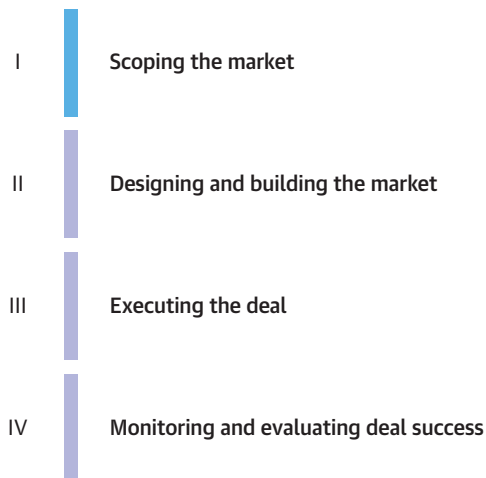 I Scoping the market
II Designing and building the market
III Executing the deal
IV Monitoring and evaluating deal success